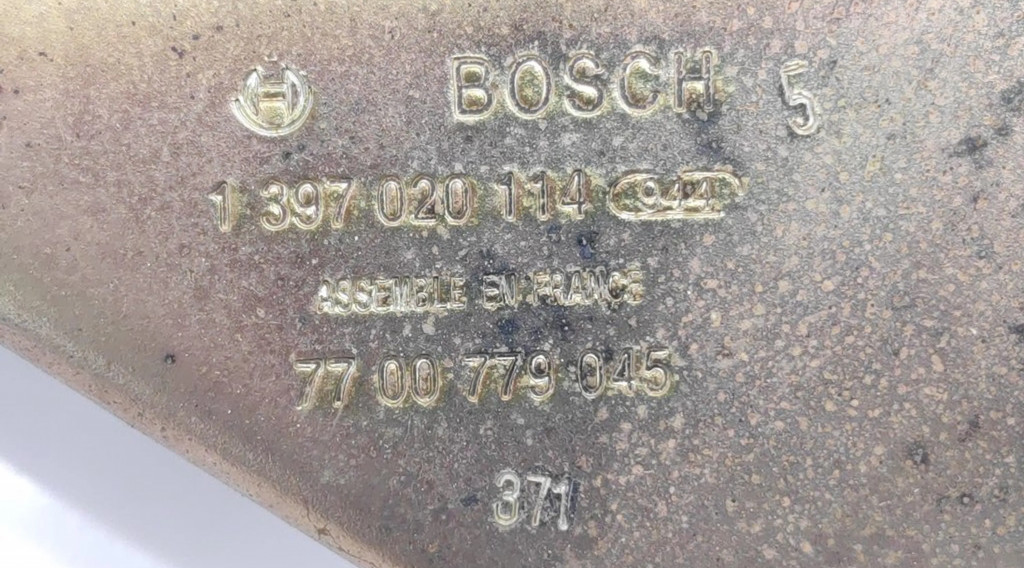 BOSCH 5
1 397 020 114 944
ASSEMBLE EN FRANCE
77 00 779 045
371